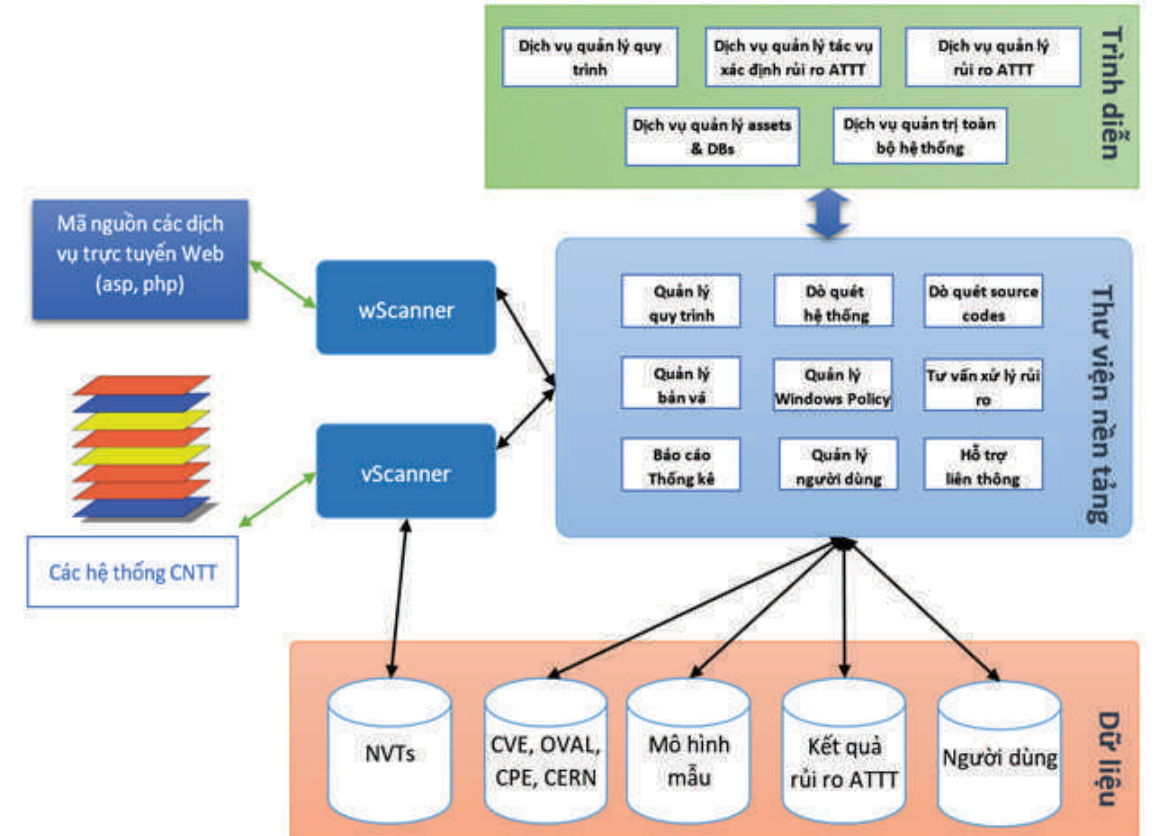 Dịch vụ quản lý quy
trình
Dịch vụ quản lý tác vụ
xác định rủi ro ATTT
Dịch vụ quản lý
rủi ro ATTT
Dịch vụ quản lý assets
& DBs
Dịch vụ quản trị toàn
bộ hệ thống
Trình diễn
Mã nguồn các dịch
vụ trực tuyến Web
(asp, php)
wScanner
vScanner
Các hệ thống CNTT
Quản lý
quy trình
Dò quét
hệ thống
Dò quét source
codes
Quản lý
bản vá
Quản lý
Windows Policy
Tư vấn xử lý rủi
ro
Báo cáo
Thống kê
Quản lý
người dùng
Hỗ trợ
liên thông
Thư viện nền tảng
NVTs
CVE, OVAL,
CPE, CERN
Mô hình
mẫu
Kết quả
rủi ro ATTT
Người dùng
Dữ liệu